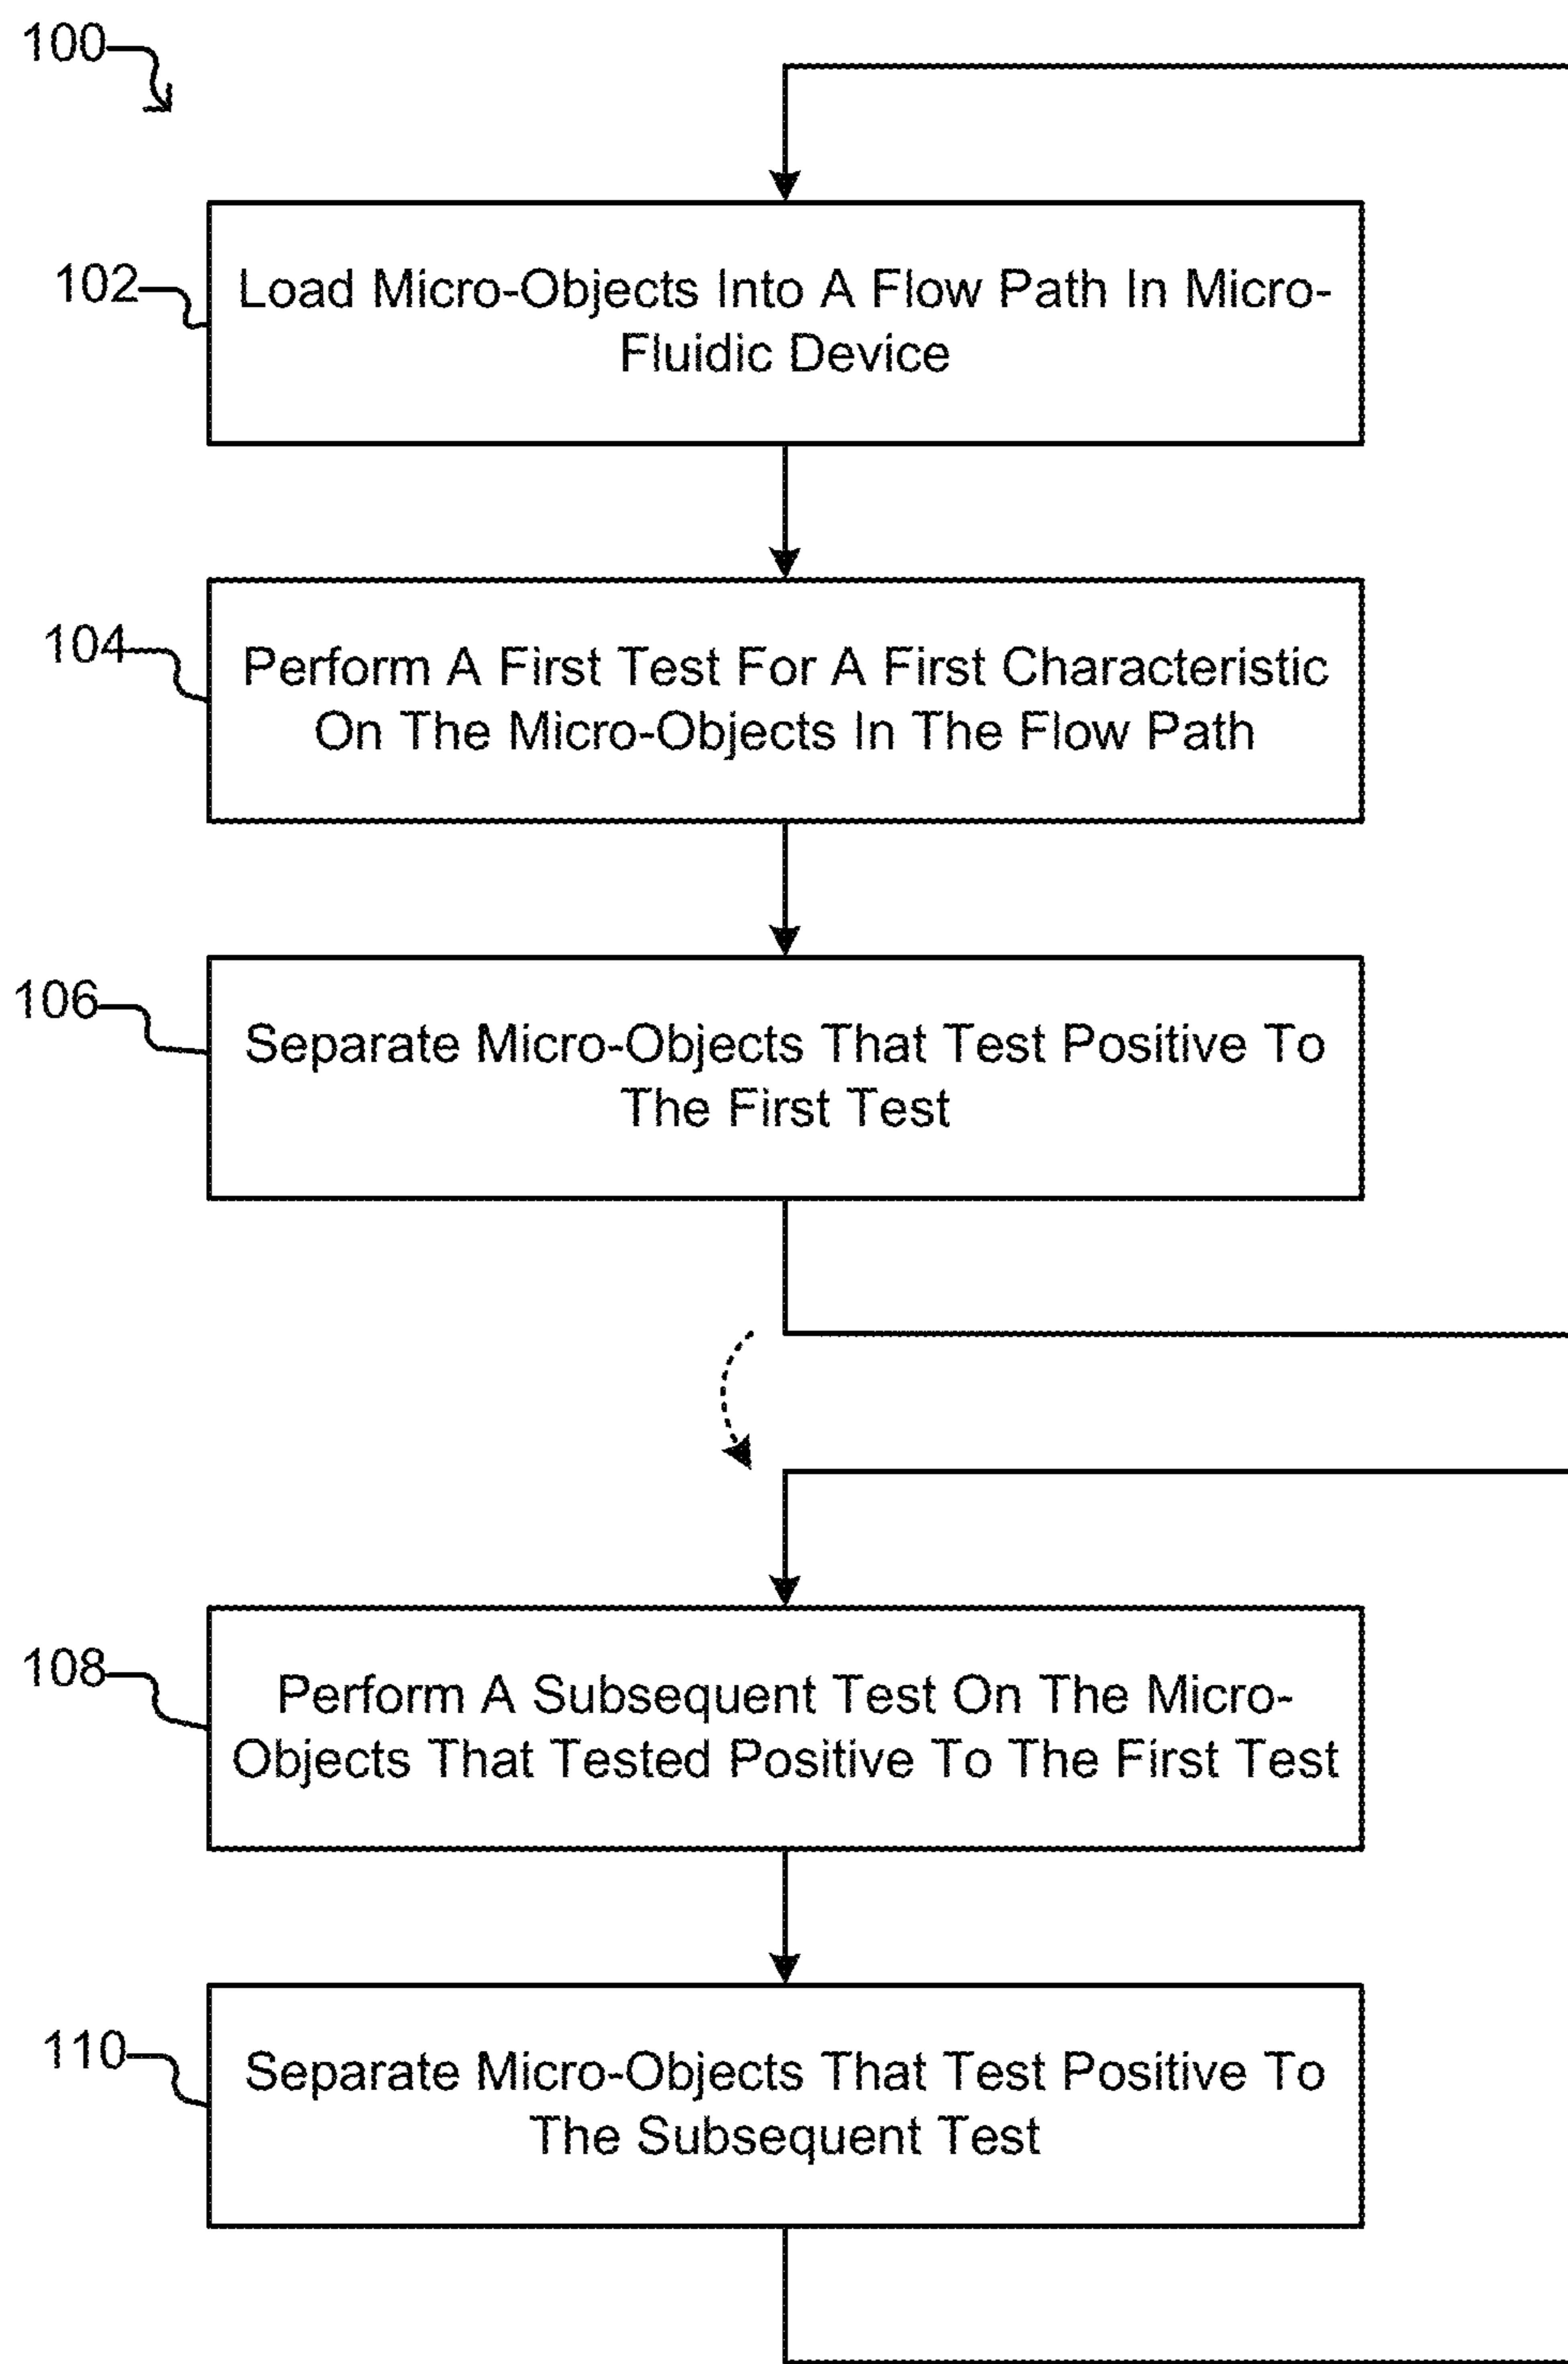 100
102
Load Micro-Objects Into A Flow Path In Micro-
Fluidic Device
104
Perform A First Test For A First Characteristic
On The Micro-Objects In The Flow Path
106
Separate Micro-Objects That Test Positive To
The First Test
108
Perform A Subsequent Test On The Micro-
Objects That Tested Positive To The First Test
110
Separate Micro-Objects That Test Positive To
The Subsequent Test